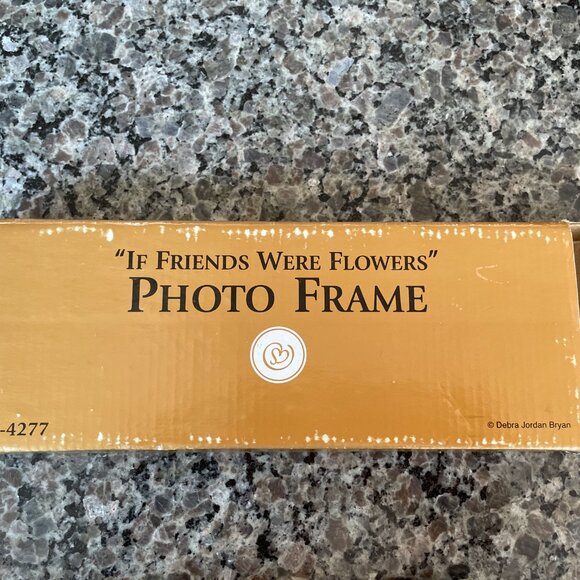 "IF FRIENDS WERE FLOWERS"
PHOTO FRAME
-4277
© Debra Jordan Bryan